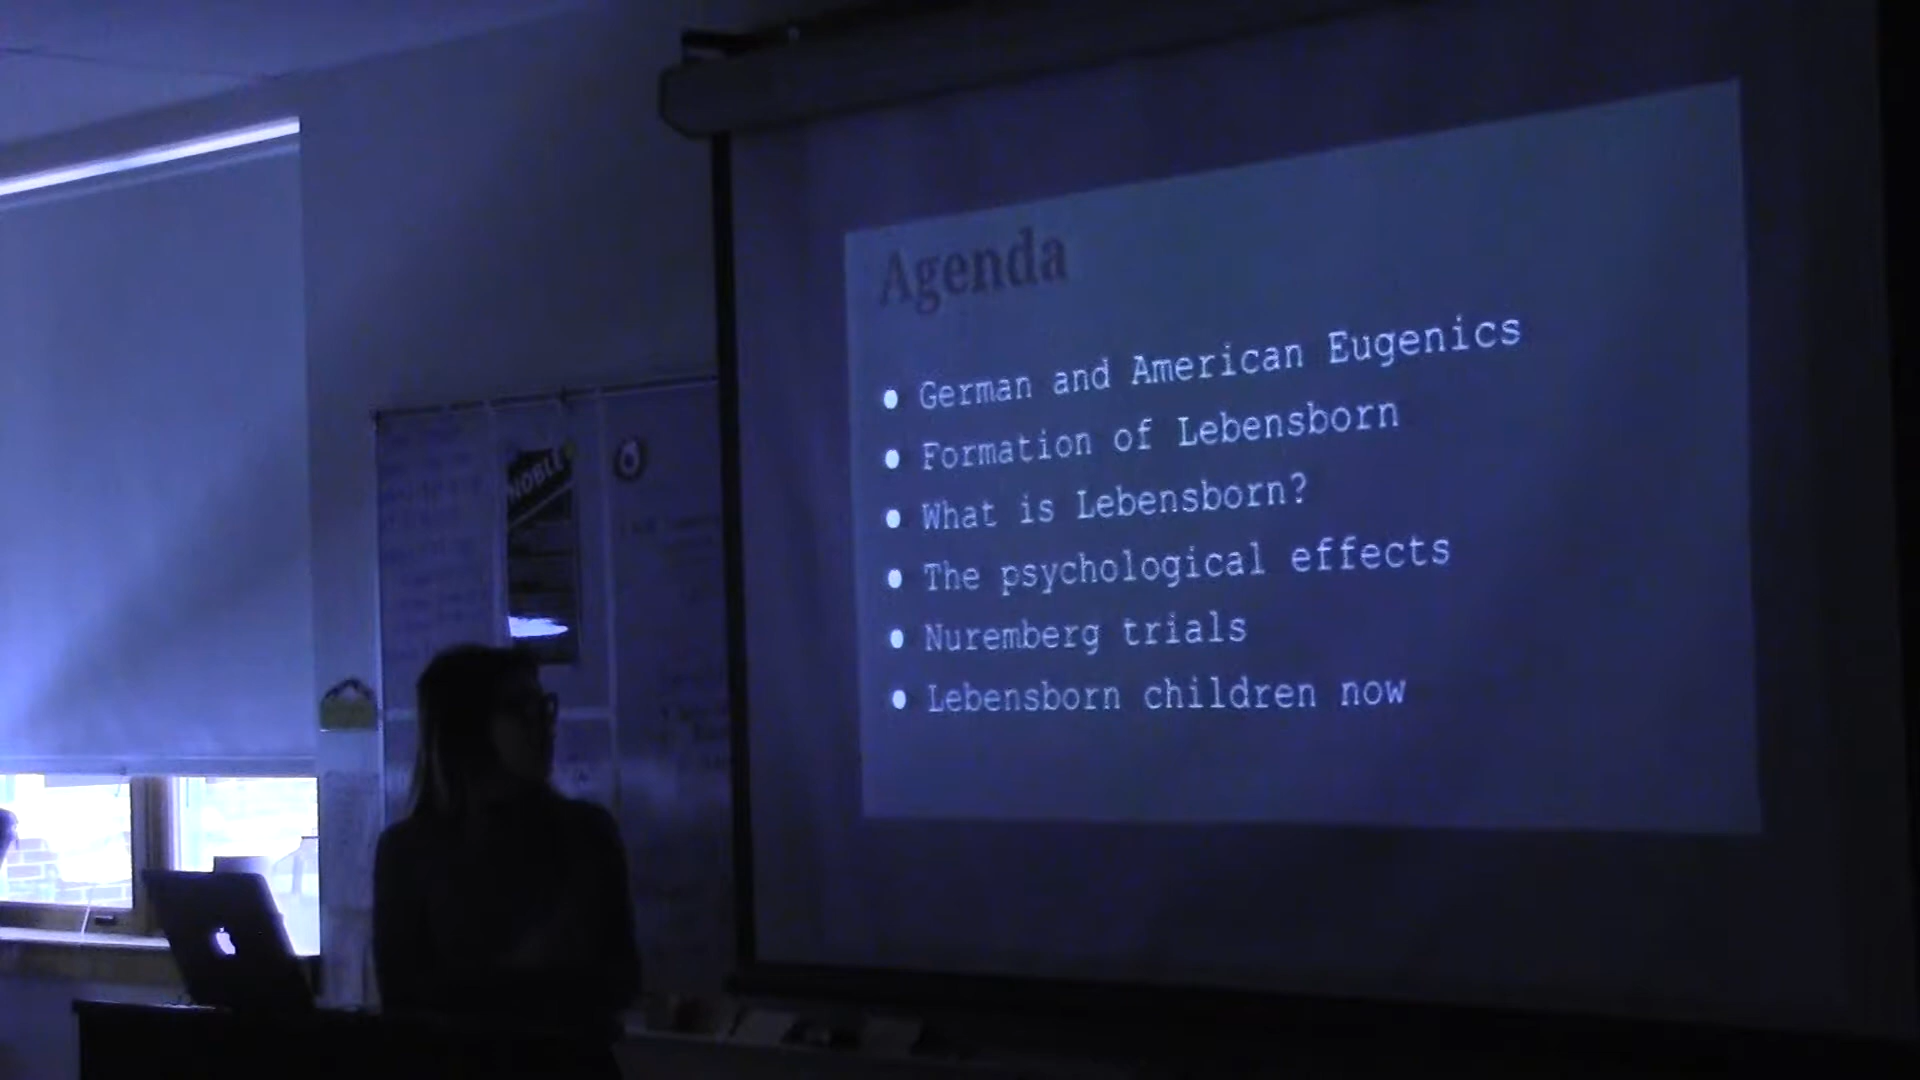 NOBLE
Agenda
• German and American Eugenics
• Formation of Lebensborn
• What is Lebensborn?
• The psychological effects
• Nuremberg trials
• Lebensborn children now